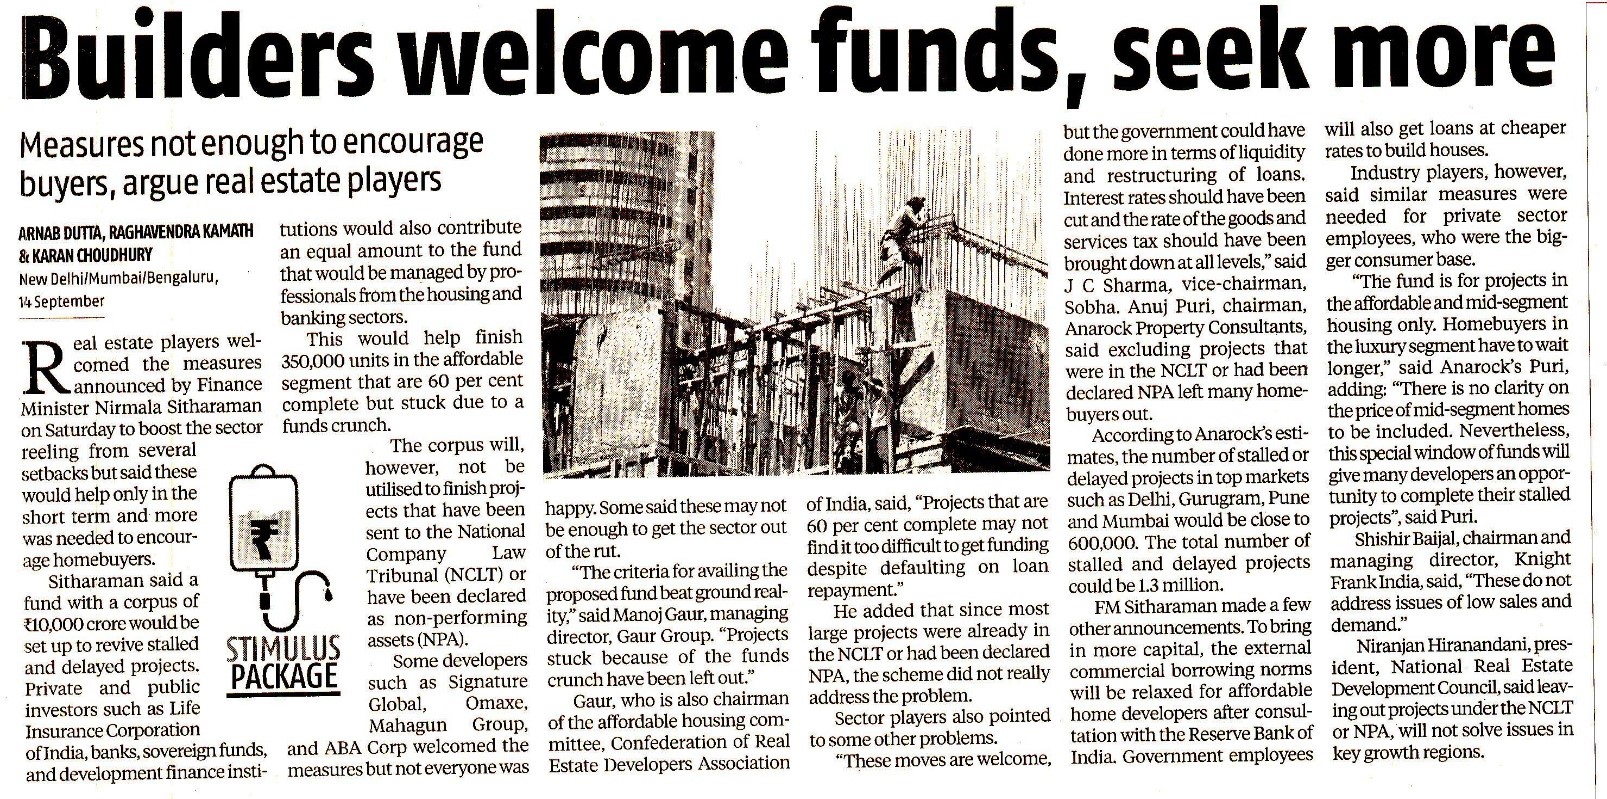 Builders welcome funds, seek more
Measures not enough to encourage
buyers, argue real estate players
ARNAB DUTTA, RAGHAVENDRA KAMATH
& KARAN CHOUDHURY
New Delhi/Mumbai/Bengaluru,
14 September
Real estate players wel-
comed the measures
announced by Finance
Minister Nirmala Sitharaman
on Saturday to boost the sector
reeling from several
setbacks but said these
would help only in the
short term and more
was needed to encour-
age homebuyers.
Sitharaman said a
fund with a corpus of
₹10,000 crore would be
set up to revive stalled
and delayed projects.
Private and public
investors such as Life
Insurance Corporation
of India, banks, sovereign funds,
and development finance insti-
tutions would also contribute
an equal amount to the fund
that would be managed by pro-
fessionals from the housing and
banking sectors.
This would help finish
350,000 units in the affordable
segment that are 60 per cent
complete but stuck due to a
funds crunch.
The corpus will,
however, not be
utilised to finish proj-
ects that have been
sent to the National
Company Law
Tribunal (NCLT) or
have been declared
as non-performing
assets (NPA).
Some developers
such as Signature
Global, Omaxe,
Mahagun Group,
and ABA Corp welcomed the
measures but not everyone was
₹
STIMULUS
PACKAGE
happy. Some said these may not
be enough to get the sector out
of the rut.
“The criteria for availing the
proposed fund beat ground real-
ity,” said Manoj Gaur, managing
director, Gaur Group. “Projects
stuck because of the funds
crunch have been left out.”
Gaur, who is also chairman
of the affordable housing com-
mittee, Confederation of Real
Estate Developers Association
of India, said, “Projects that are
60 per cent complete may not
find it too difficult to get funding
despite defaulting on loan
repayment.”
He added that since most
large projects were already in
the NCLT or had been declared
NPA, the scheme did not really
address the problem.
Sector players also pointed
to some other problems.
“These moves are welcome,
but the government could have
done more in terms of liquidity
and restructuring of loans.
Interest rates should have been
cut and the rate of the goods and
services tax should have been
brought down at all levels,” said
J C Sharma, vice-chairman,
Sobha. Anuj Puri, chairman,
Anarock Property Consultants,
said excluding projects that
were in the NCLT or had been
declared NPA left many home-
buyers out.
According to Anarock's esti-
mates, the number of stalled or
delayed projects in top markets
such as Delhi, Gurugram, Pune
and Mumbai would be close to
600,000. The total number of
stalled and delayed projects
could be 1.3 million.
FM Sitharaman made a few
other announcements. To bring
in more capital, the external
commercial borrowing norms
will be relaxed for affordable
home developers after consul-
tation with the Reserve Bank of
India. Government employees
will also get loans at cheaper
rates to build houses.
Industry players, however,
said similar measures were
needed for private sector
employees, who were the big-
ger consumer base.
“The fund is for projects in
the affordable and mid-segment
housing only. Homebuyers in
the luxury segment have to wait
longer,” said Anarock's Puri,
adding: “There is no clarity on
the price of mid-segment homes
to be included. Nevertheless,
this special window of funds will
give many developers an oppor-
tunity to complete their stalled
projects”, said Puri.
Shishir Baijal, chairman and
managing director, Knight
Frank India, said, “These do not
address issues of low sales and
demand.”
Niranjan Hiranandani, pres-
ident, National Real Estate
Development Council, said leav-
ing out projects under the NCLT
or NPA, will not solve issues in
key growth regions.